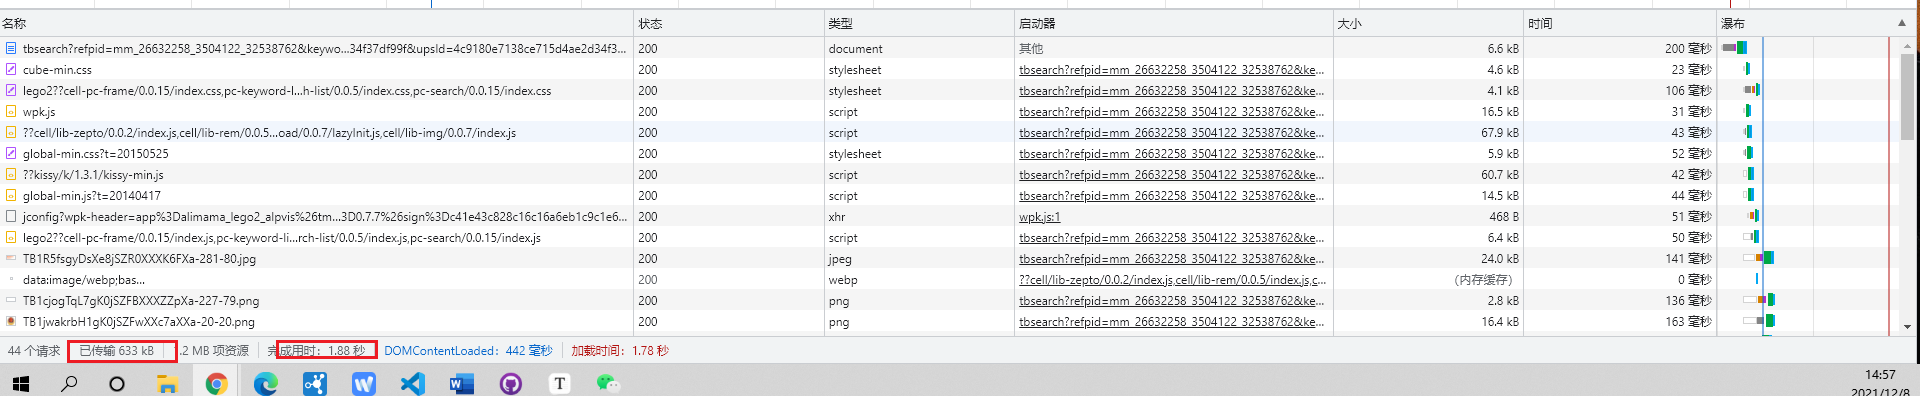 名称 状态 类型 启动器 大小 时间 瀑布
tbsearch?refpid=mm_26632258_3504122_32538762&keywo...34f37df99f&upsId=4c9180e7138ce715d4ae2d34f3... 200 document 其他 6.6 kB 200 毫秒
cube-min.css 200 stylesheet tbsearch?refpid=mm_26632258_3504122_32538762&ke... 4.6 kB 23 毫秒
lego2??cell-pc-frame/0.0.15/index.css,pc-keyword-l...h-list/0.0.5/index.css,pc-search/0.0.15/index.css 200 stylesheet tbsearch?refpid=mm_26632258_3504122_32538762&ke... 4.1 kB 106 毫秒
wpk.js 200 script tbsearch?refpid=mm_26632258_3504122_32538762&ke... 16.5 kB 31 毫秒
??cell/lib-zepto/0.0.2/index.js,cell/lib-rem/0.0.5...oad/0.0.7/lazyInit.js,cell/lib-img/0.0.7/index.js 200 script tbsearch?refpid=mm_26632258_3504122_32538762&ke... 67.9 kB 43 毫秒
global-min.css?t=20150525 200 stylesheet tbsearch?refpid=mm_26632258_3504122_32538762&ke... 5.9 kB 52 毫秒
??kissy/k/1.3.1/kissy-min.js 200 script tbsearch?refpid=mm_26632258_3504122_32538762&ke... 60.7 kB 42 毫秒
global-min.js?t=20140417 200 script tbsearch?refpid=mm_26632258_3504122_32538762&ke... 14.5 kB 44 毫秒
jconfig?wpk-header=app%3Dalimama_lego2_alpvis%26tm...3D0.7.7%26sign%3Dc41e43c828c16c16a6eb1c9c1e6... 200 xhr wpk.js:1 468 B 51 毫秒
lego2??cell-pc-frame/0.0.15/index.js,pc-keyword-li...rch-list/0.0.5/index.js,pc-search/0.0.15/index.js 200 script tbsearch?refpid=mm_26632258_3504122_32538762&ke... 6.4 kB 50 毫秒
TB1R5fsgyDsXe8jSZR0XXXK6FXa-281-80.jpg 200 jpeg tbsearch?refpid=mm_26632258_3504122_32538762&ke... 24.0 kB 141 毫秒
data:image/webp;bas... 200 webp ??cell/lib-zepto/0.0.2/index.js,cell/lib-rem/0.0.5/index.js,c... (内存缓存) 0 毫秒
TB1cjogTqL7gK0jSZFBXXXZZpXa-227-79.png 200 png tbsearch?refpid=mm_26632258_3504122_32538762&ke... 2.8 kB 136 毫秒
TB1jwakrbH1gK0jSZFwXXc7aXXa-20-20.png 200 png tbsearch?refpid=mm_26632258_3504122_32538762&ke... 16.4 kB 163 毫秒
44 个请求 已传输 633 kB .2 MB 项资源 完成用时：1.88 秒 DOMContentLoaded：442 毫秒 加载时间：1.78 秒
14:57
2021/12/8